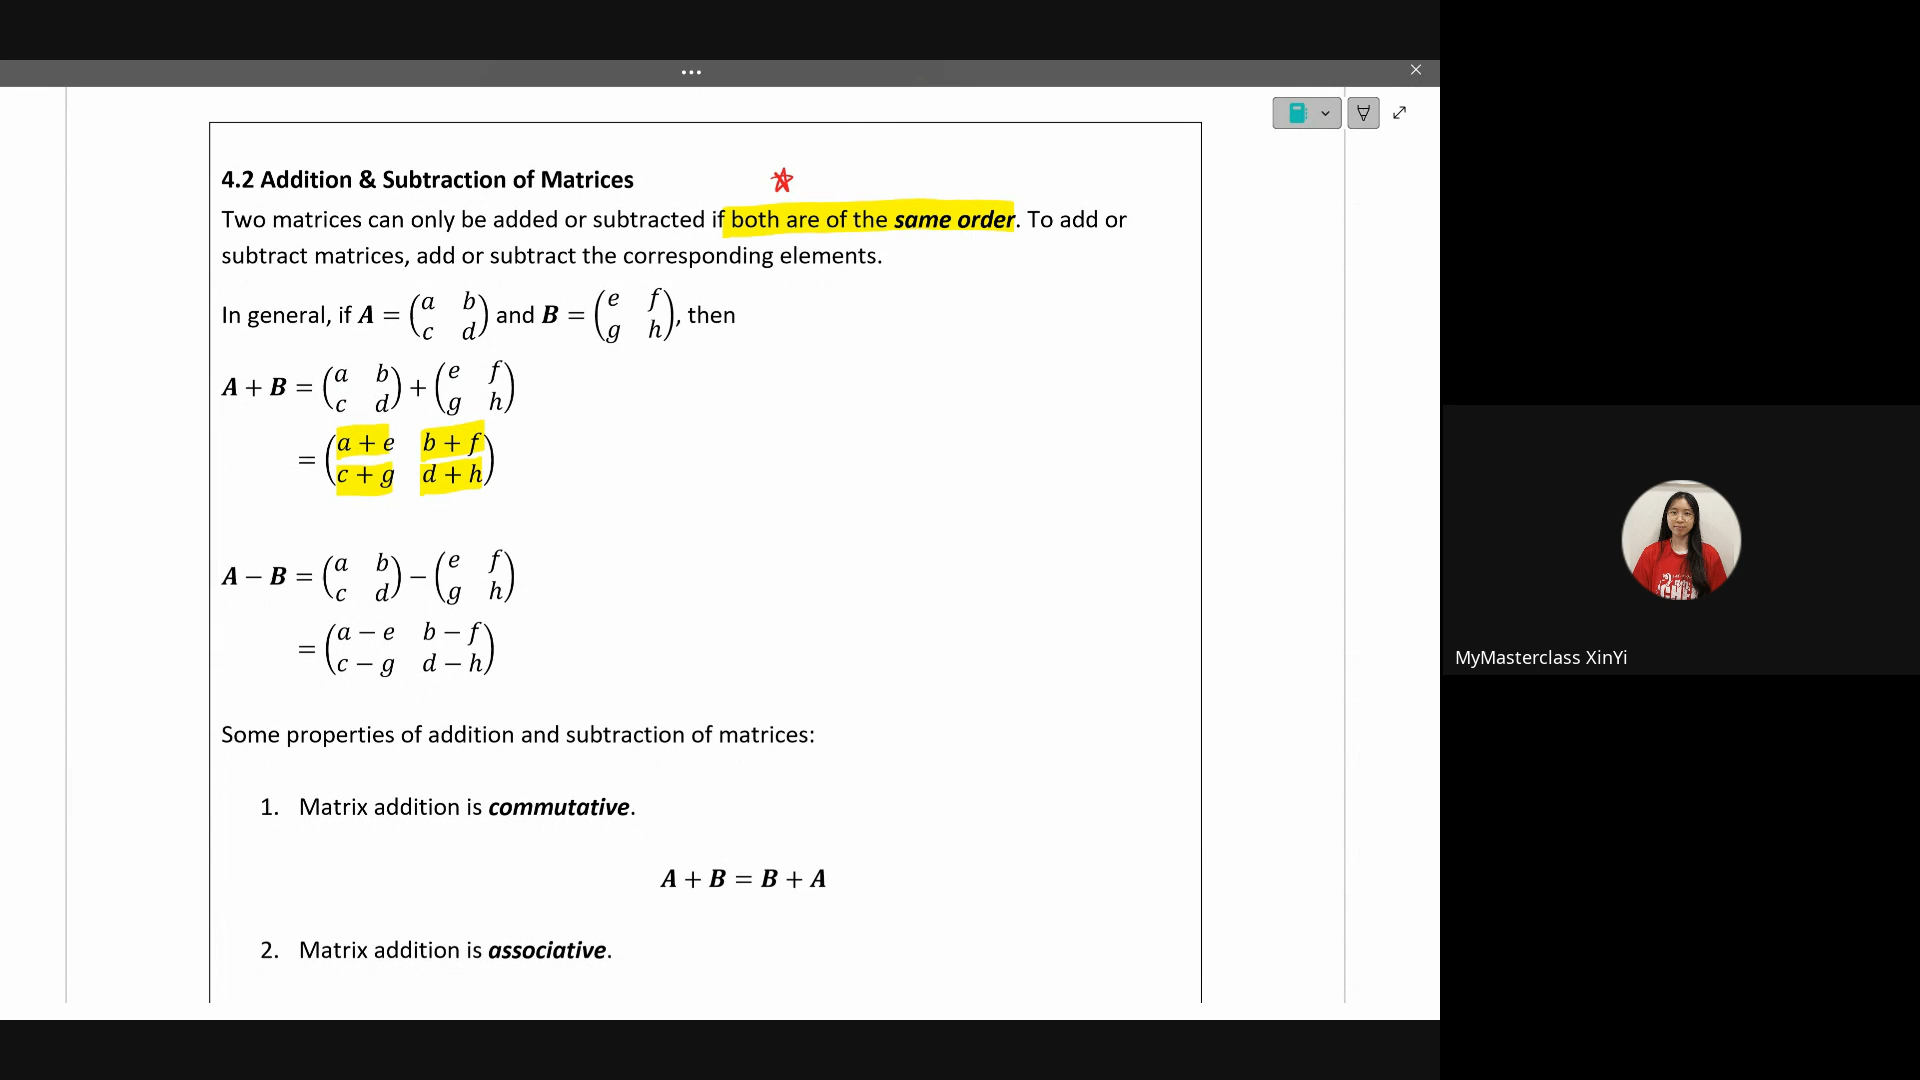 4.2 Addition & Subtraction of Matrices
Two matrices can only be added or subtracted if both are of the same order. To add or
subtract matrices, add or subtract the corresponding elements.
In general, if A = (a b
c d) and B = (e f
g h), then
A + B = (a b
c d) + (e f
g h)
= (a + e b + f
c + g d + h)
A − B = (a b
c d) − (e f
g h)
= (a − e b − f
c − g d − h)
Some properties of addition and subtraction of matrices:
1. Matrix addition is commutative.
A + B = B + A
2. Matrix addition is associative.
MyMasterclass XinYi